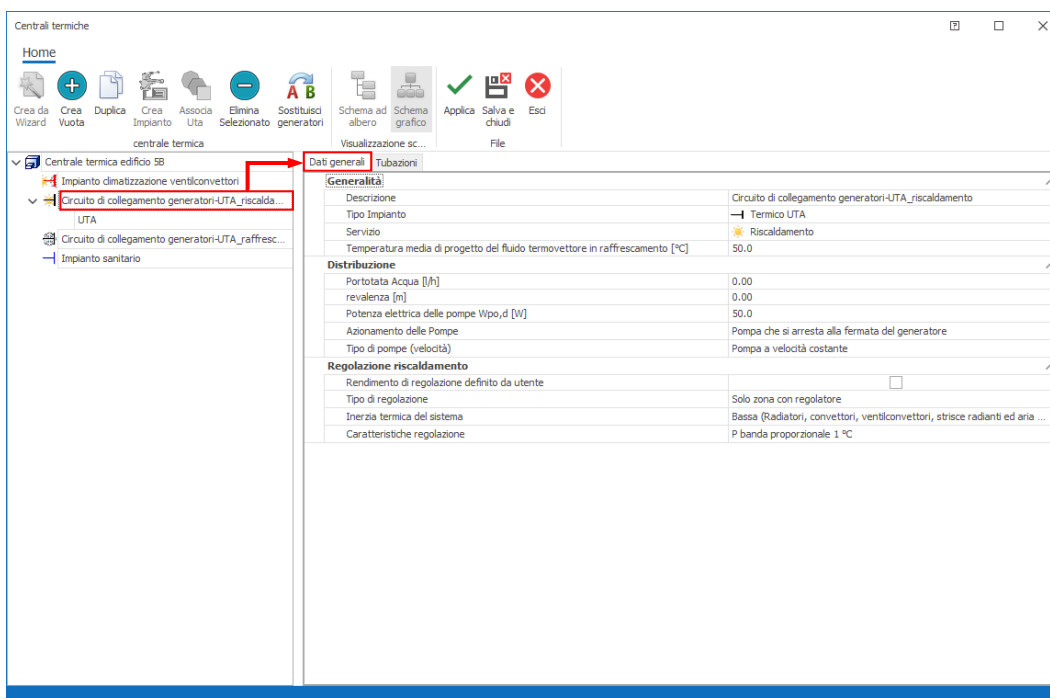 Centrali termiche
Home
Crea da Wizard
Crea Vuota
Duplica
Crea Impianto
Associa Uta
Elimina Selezionato
Sostituisci generatori
Schema ad albero
Schema grafico
Applica
Salva e chiudi
Esci
centrale termica
Visualizzazione sc...
File
Centrale termica edificio 5B
Impianto climatizzazione ventilconvettori
Circuito di collegamento generatori-UTA_riscalda...
UTA
Circuito di collegamento generatori-UTA_raffresc...
Impianto sanitario
Dati generali Tubazioni
Generalità
Descrizione Circuito di collegamento generatori-UTA_riscaldamento
Tipo Impianto Termico UTA
Servizio Riscaldamento
Temperatura media di progetto del fluido termovettore in raffrescamento [°C] 50.0
Distribuzione
Portotata Acqua [l/h] 0.00
revalenza [m] 0.00
Potenza elettrica delle pompe Wpo,d [W] 50.0
Azionamento delle Pompe Pompa che si arresta alla fermata del generatore
Tipo di pompe (velocità) Pompa a velocità costante
Regolazione riscaldamento
Rendimento di regolazione definito da utente
Tipo di regolazione Solo zona con regolatore
Inerzia termica del sistema Bassa (Radiatori, convettori, ventilconvettori, strisce radianti ed aria ...
Caratteristiche regolazione P banda proporzionale 1 °C